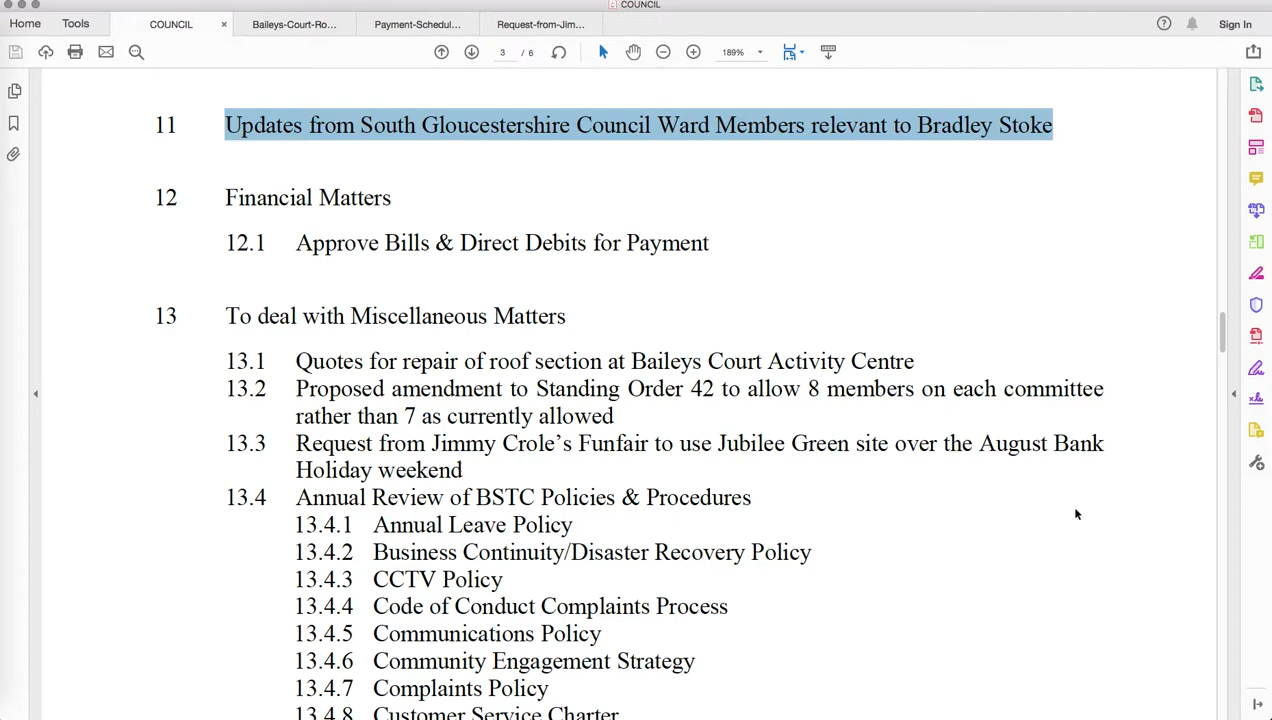 COUNCIL
Home Tools COUNCIL × Baileys-Court-Ro... Payment-Schedul... Request-from-Jim... Sign In
3 / 6 189%
11 Updates from South Gloucestershire Council Ward Members relevant to Bradley Stoke
12 Financial Matters
12.1 Approve Bills & Direct Debits for Payment
13 To deal with Miscellaneous Matters
13.1 Quotes for repair of roof section at Baileys Court Activity Centre
13.2 Proposed amendment to Standing Order 42 to allow 8 members on each committee
rather than 7 as currently allowed
13.3 Request from Jimmy Crole’s Funfair to use Jubilee Green site over the August Bank
Holiday weekend
13.4 Annual Review of BSTC Policies & Procedures
13.4.1 Annual Leave Policy
13.4.2 Business Continuity/Disaster Recovery Policy
13.4.3 CCTV Policy
13.4.4 Code of Conduct Complaints Process
13.4.5 Communications Policy
13.4.6 Community Engagement Strategy
13.4.7 Complaints Policy
13.4.8 Customer Service Charter